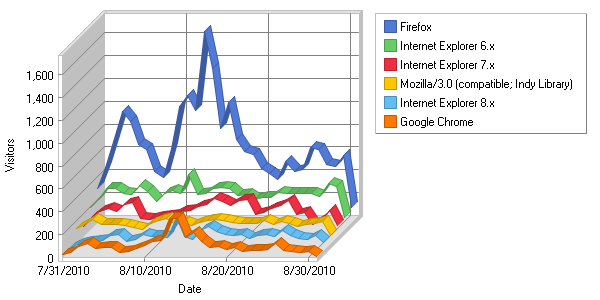 Firefox
Internet Explorer 6.x
Internet Explorer 7.x
Mozilla/3.0 (compatible; Indy Library)
Internet Explorer 8.x
Google Chrome
Visitors
1,600
1,400
1,200
1,000
800
600
400
200
0
7/31/2010 8/10/2010 8/20/2010 8/30/2010
Date